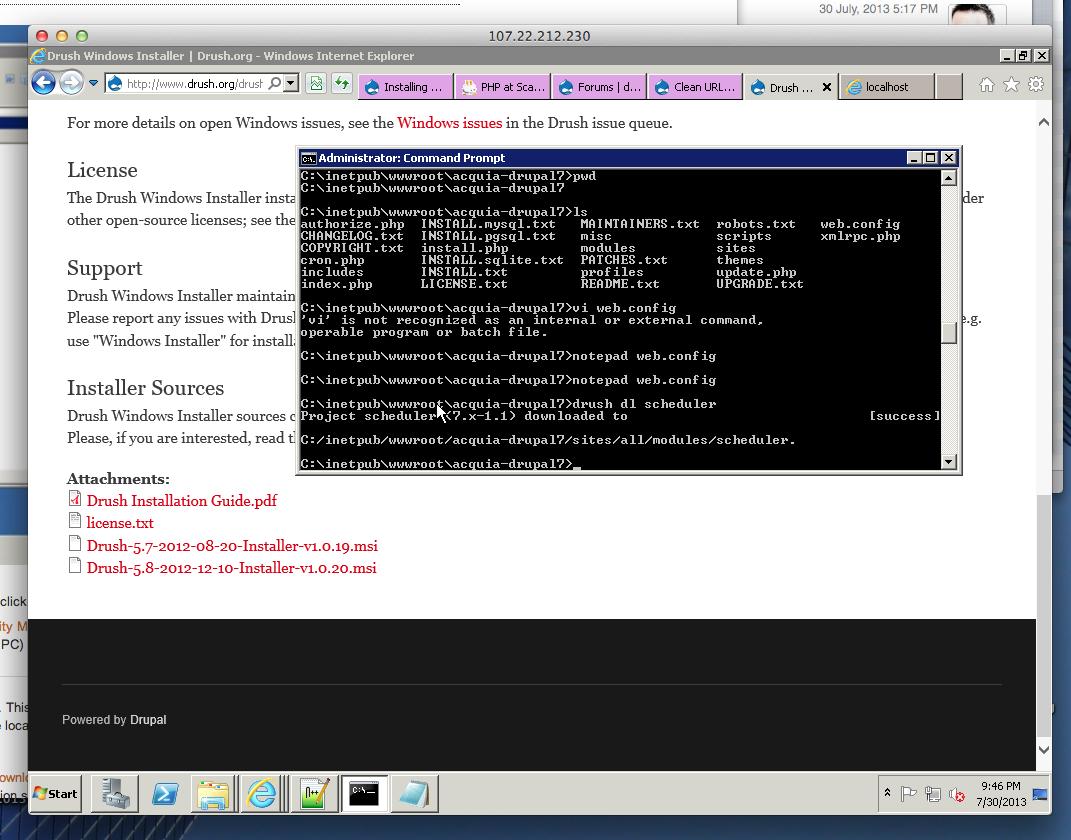 30 July, 2013 5:17 PM
107.22.212.230
Drush Windows Installer | Drush.org - Windows Internet Explorer
http://www.drush.org/drush
Installing ...
PHP at Sca...
Forums | d...
Clean URL...
Drush ...
localhost
For more details on open Windows issues, see the Windows issues in the Drush issue queue.
License
The Drush Windows Installer insta
der
other open-source licenses; see the
Support
Drush Windows Installer maintain
Please report any issues with Drus
e.g.
use "Windows Installer" for install
Installer Sources
Drush Windows Installer sources
Please, if you are interested, read t
Administrator: Command Prompt
C:\inetpub\wwwroot\acquia-drupal7>pwd
C:\inetpub\wwwroot\acquia-drupal7
C:\inetpub\wwwroot\acquia-drupal7>ls
authorize.php INSTALL.mysql.txt MAINTAINERS.txt robots.txt web.config
CHANGELOG.txt INSTALL.pgsql.txt misc scripts xmlrpc.php
COPYRIGHT.txt install.php modules sites
cron.php INSTALL.sqlite.txt PATCHES.txt themes
includes INSTALL.txt profiles update.php
index.php LICENSE.txt README.txt UPGRADE.txt
C:\inetpub\wwwroot\acquia-drupal7>vi web.config
'vi' is not recognized as an internal or external command,
operable program or batch file.
C:\inetpub\wwwroot\acquia-drupal7>notepad web.config
C:\inetpub\wwwroot\acquia-drupal7>notepad web.config
C:\inetpub\wwwroot\acquia-drupal7>drush dl scheduler
Project scheduler (7.x-1.1) downloaded to [success]
C:/inetpub/wwwroot/acquia-drupal7/sites/all/modules/scheduler.
C:\inetpub\wwwroot\acquia-drupal7>_
Attachments:
Drush Installation Guide.pdf
license.txt
Drush-5.7-2012-08-20-Installer-v1.0.19.msi
Drush-5.8-2012-12-10-Installer-v1.0.20.msi
click
ity M
PC)
. This
loca
ownlo
Powered by Drupal
Start
9:46 PM
7/30/2013